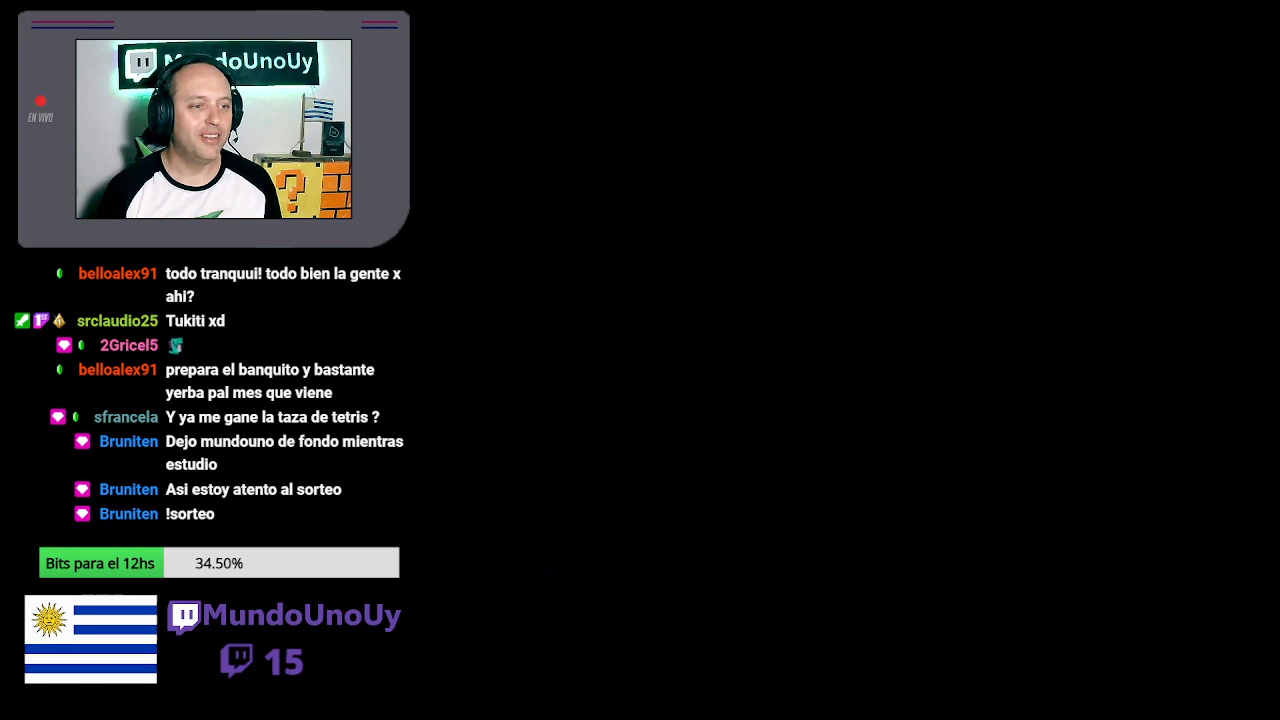 MundoUnoUy
EN VIVO
belloalex91 todo tranquui! todo bien la gente x
ahi?
srclaudio25 Tukiti xd
2Gricel5
belloalex91 prepara el banquito y bastante
yerba pal mes que viene
sfrancela Y ya me gane la taza de tetris ?
Bruniten Dejo mundouno de fondo mientras
estudio
Bruniten Asi estoy atento al sorteo
Bruniten !sorteo
Bits para el 12hs 34.50%
MundoUnoUy
15